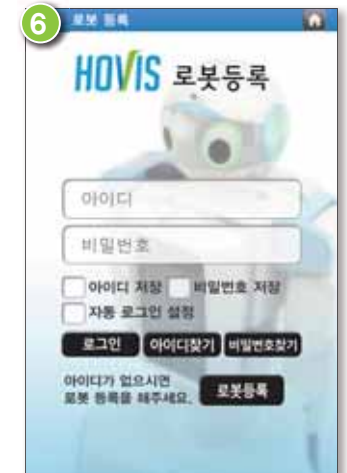 6
로봇 등록
HOVIS 로봇등록
아이디
비밀번호
아이디 저장 비밀번호 저장
자동 로그인 설정
로그인 아이디찾기 비밀번호찾기
아이디가 없으시면
로봇 등록을 해주세요. 로봇등록